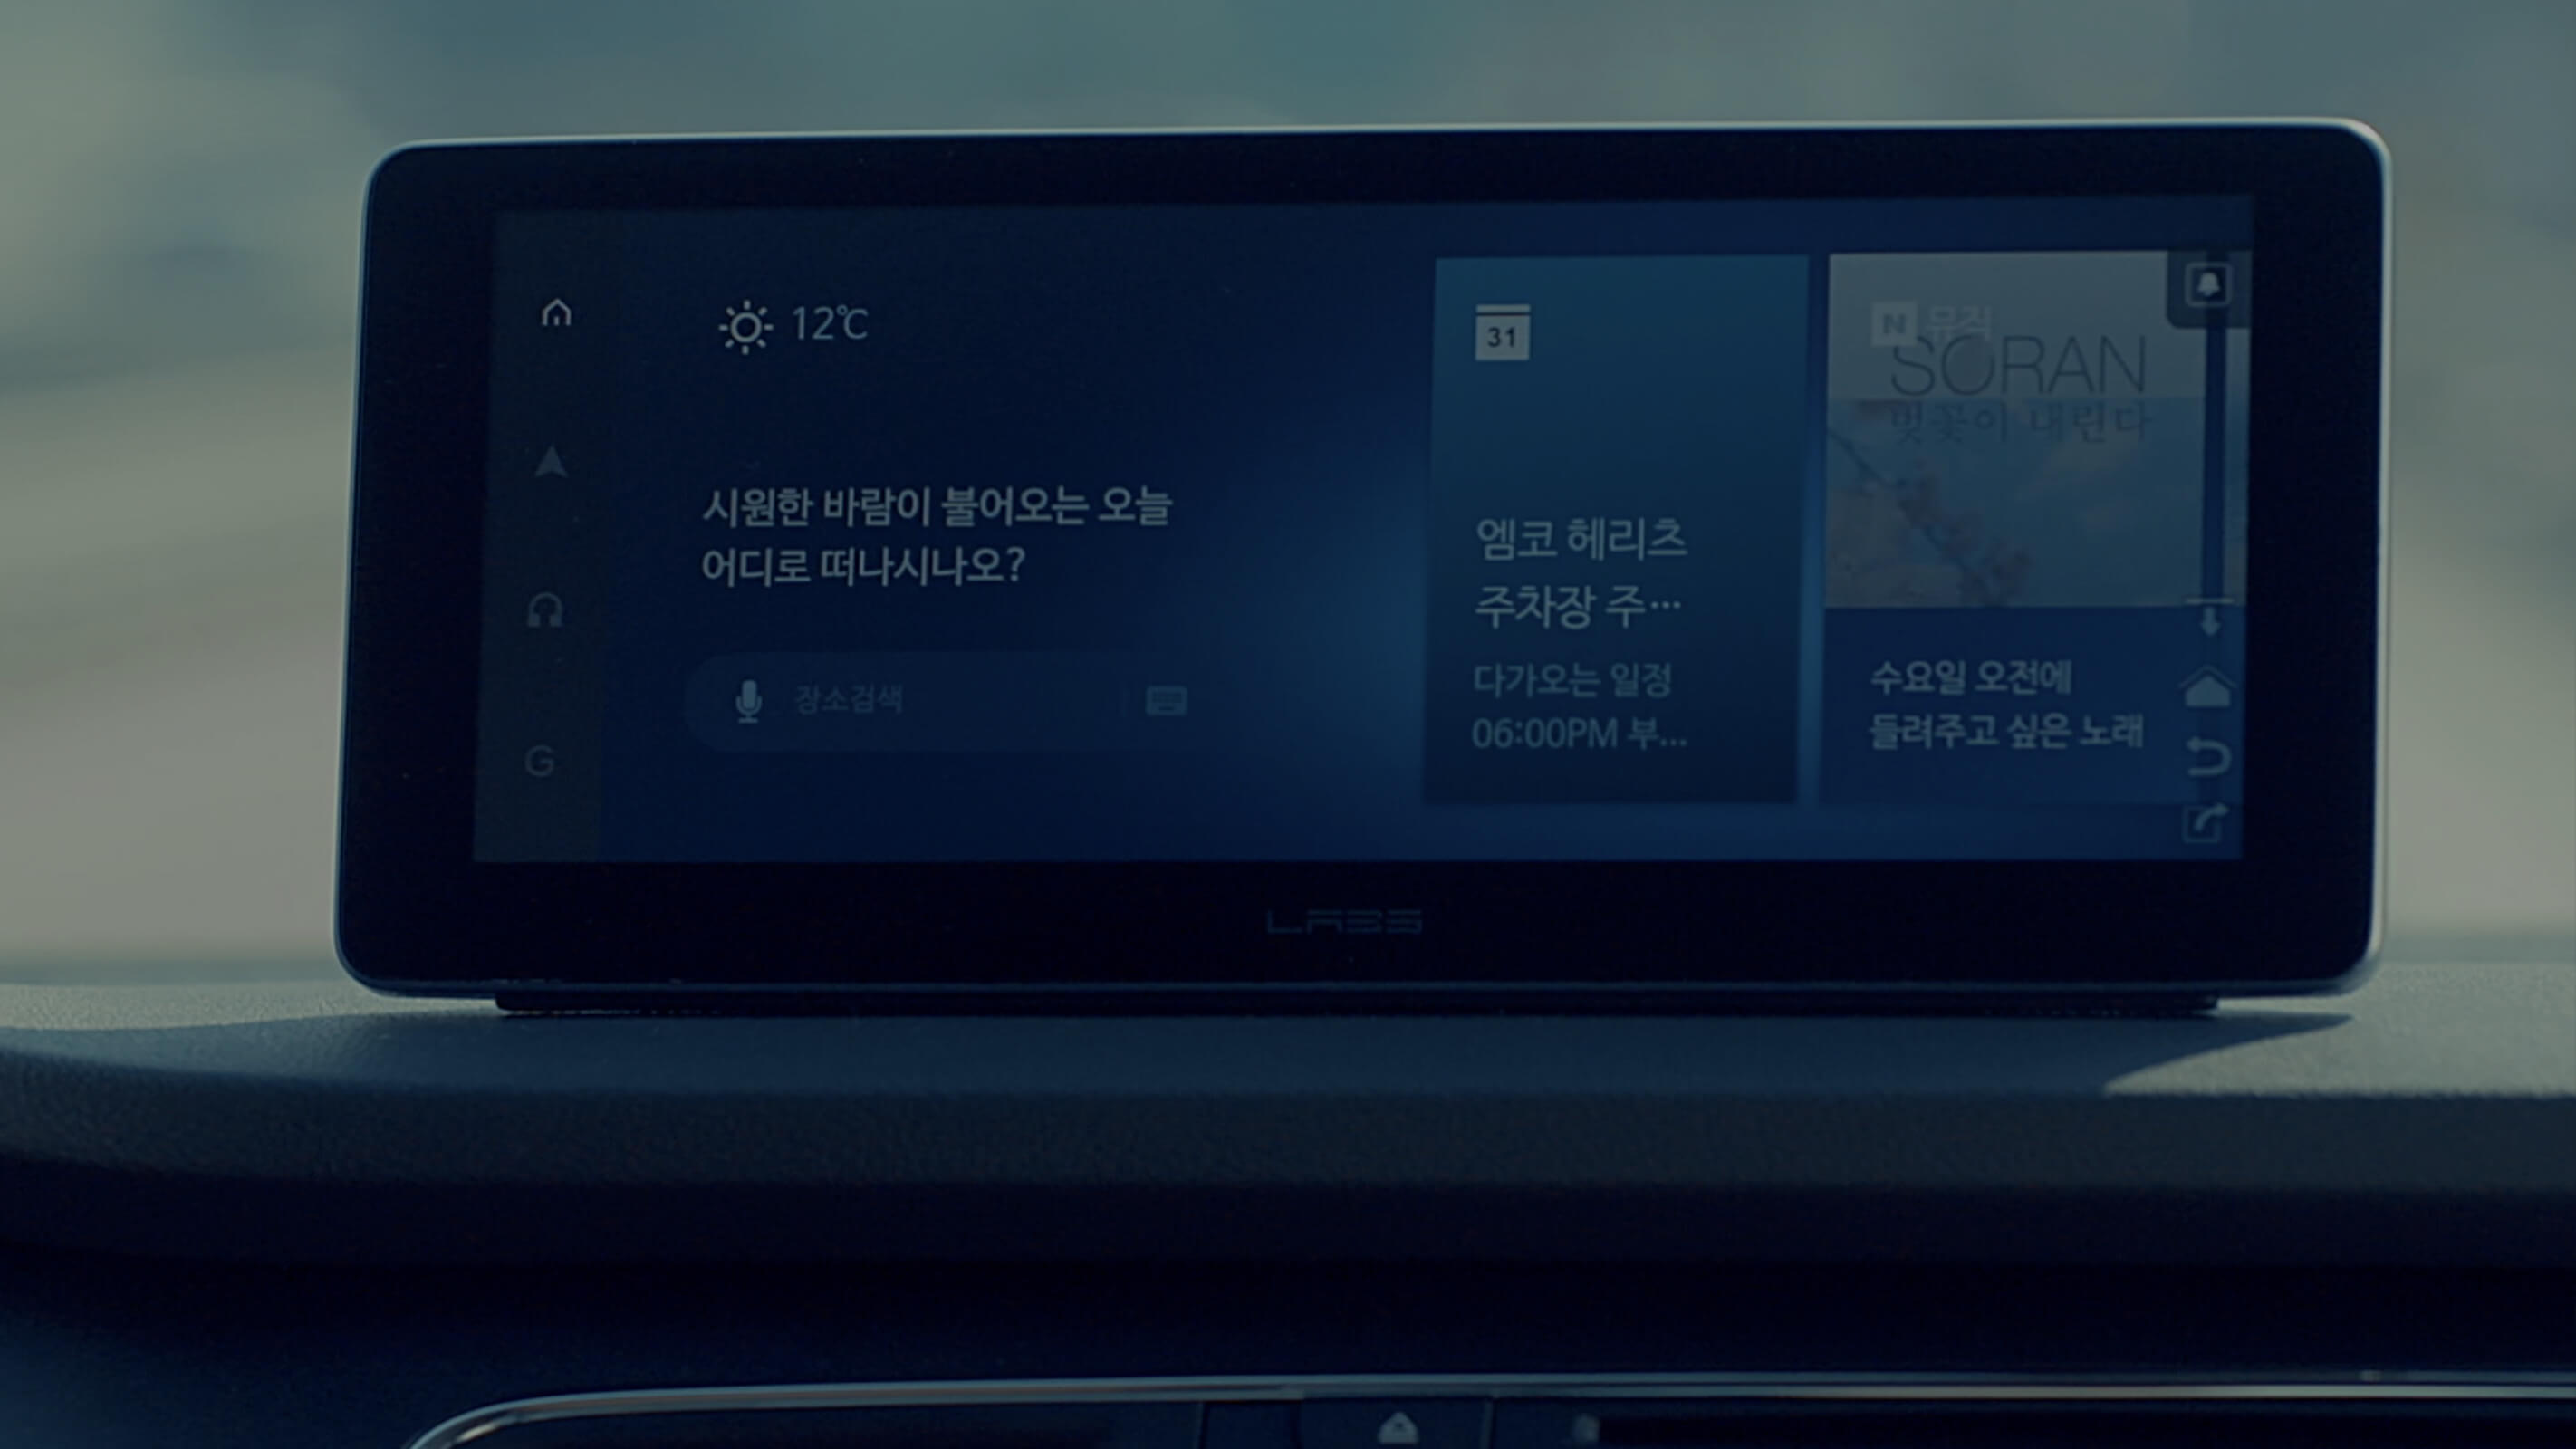 12℃
시원한 바람이 불어오는 오늘
어디로 떠나시나오?
장소검색
G
31
엠코 헤리츠
주차장 주…
다가오는 일정
06:00PM 부...
N 뮤직
SORAN
벚꽃이 내린다
수요일 오전에
들려주고 싶은 노래
LABS